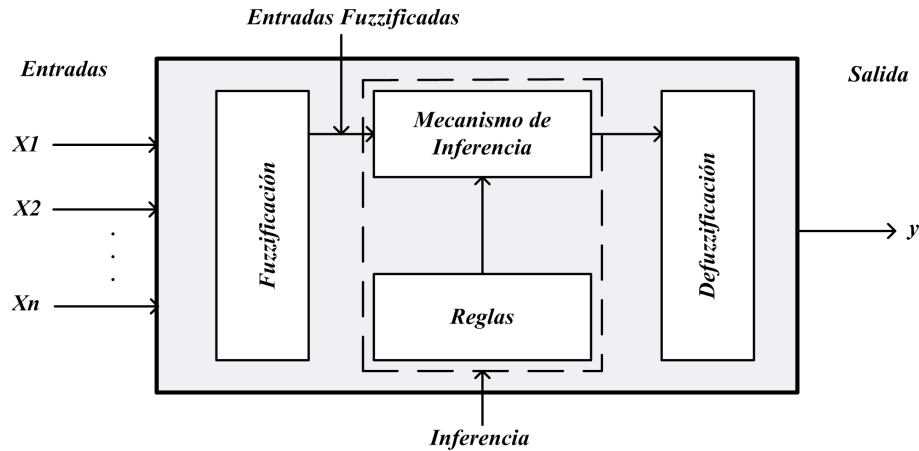 Entradas Fuzzificadas
Entradas
Salida
X1
X2
Xn
Fuzzificación
Mecanismo de
Inferencia
Reglas
Defuzzificación
y
Inferencia